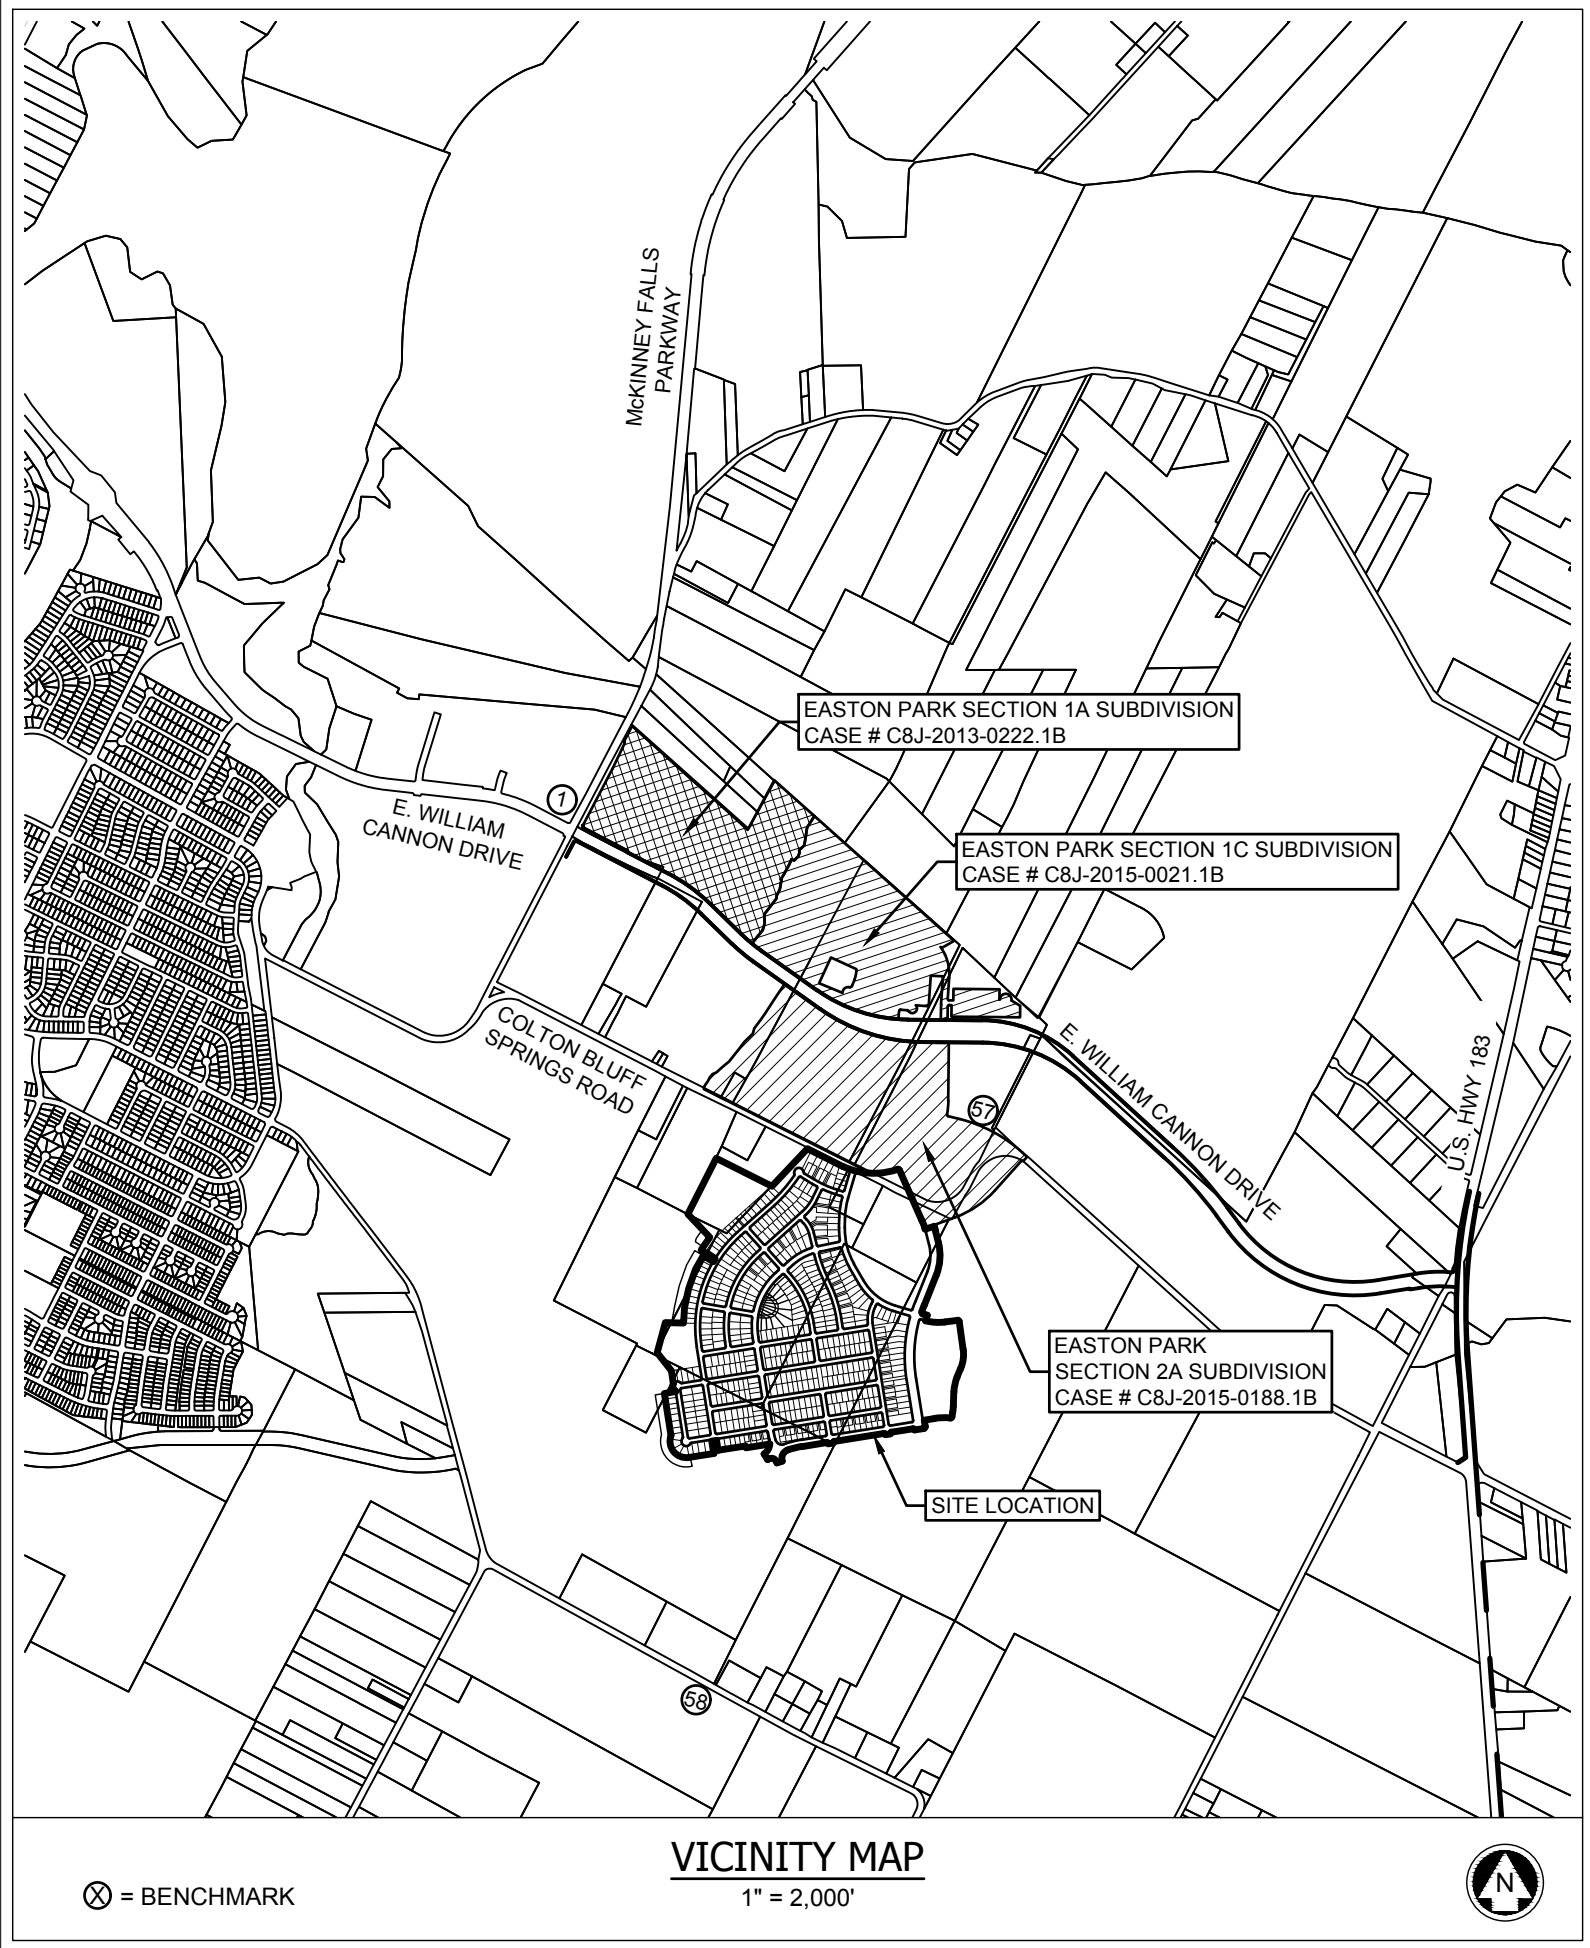 McKINNEY FALLS
PARKWAY
EASTON PARK SECTION 1A SUBDIVISION
CASE # C8J-2013-0222.1B
1
E. WILLIAM
CANNON DRIVE
EASTON PARK SECTION 1C SUBDIVISION
CASE # C8J-2015-0021.1B
COLTON BLUFF
SPRINGS ROAD
E. WILLIAM CANNON DRIVE
U.S. HWY 183
57
EASTON PARK
SECTION 2A SUBDIVISION
CASE # C8J-2015-0188.1B
SITE LOCATION
58
VICINITY MAP
1" = 2,000'
X = BENCHMARK
N